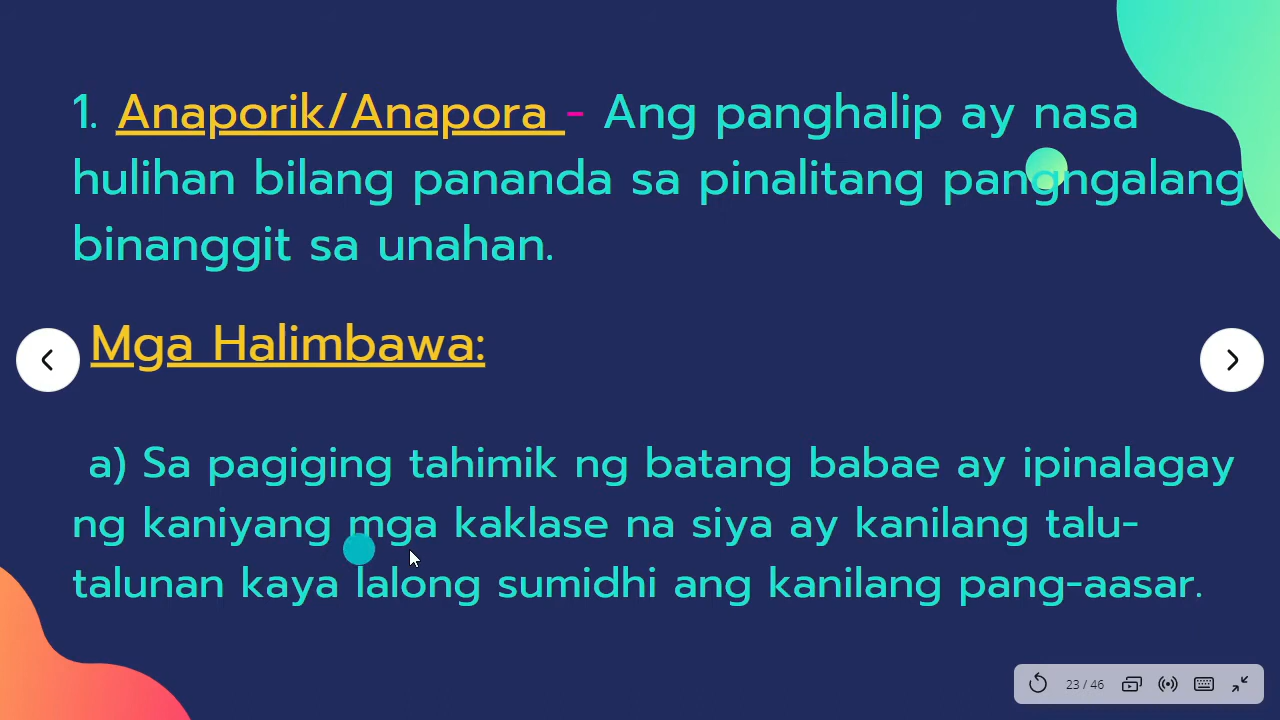 1. Anaporik/Anapora - Ang panghalip ay nasa
hulihan bilang pananda sa pinalitang pangngalang
binanggit sa unahan.
Mga Halimbawa:
a) Sa pagiging tahimik ng batang babae ay ipinalagay
ng kaniyang mga kaklase na siya ay kanilang talu-
talunan kaya lalong sumidhi ang kanilang pang-aasar.
23 / 46